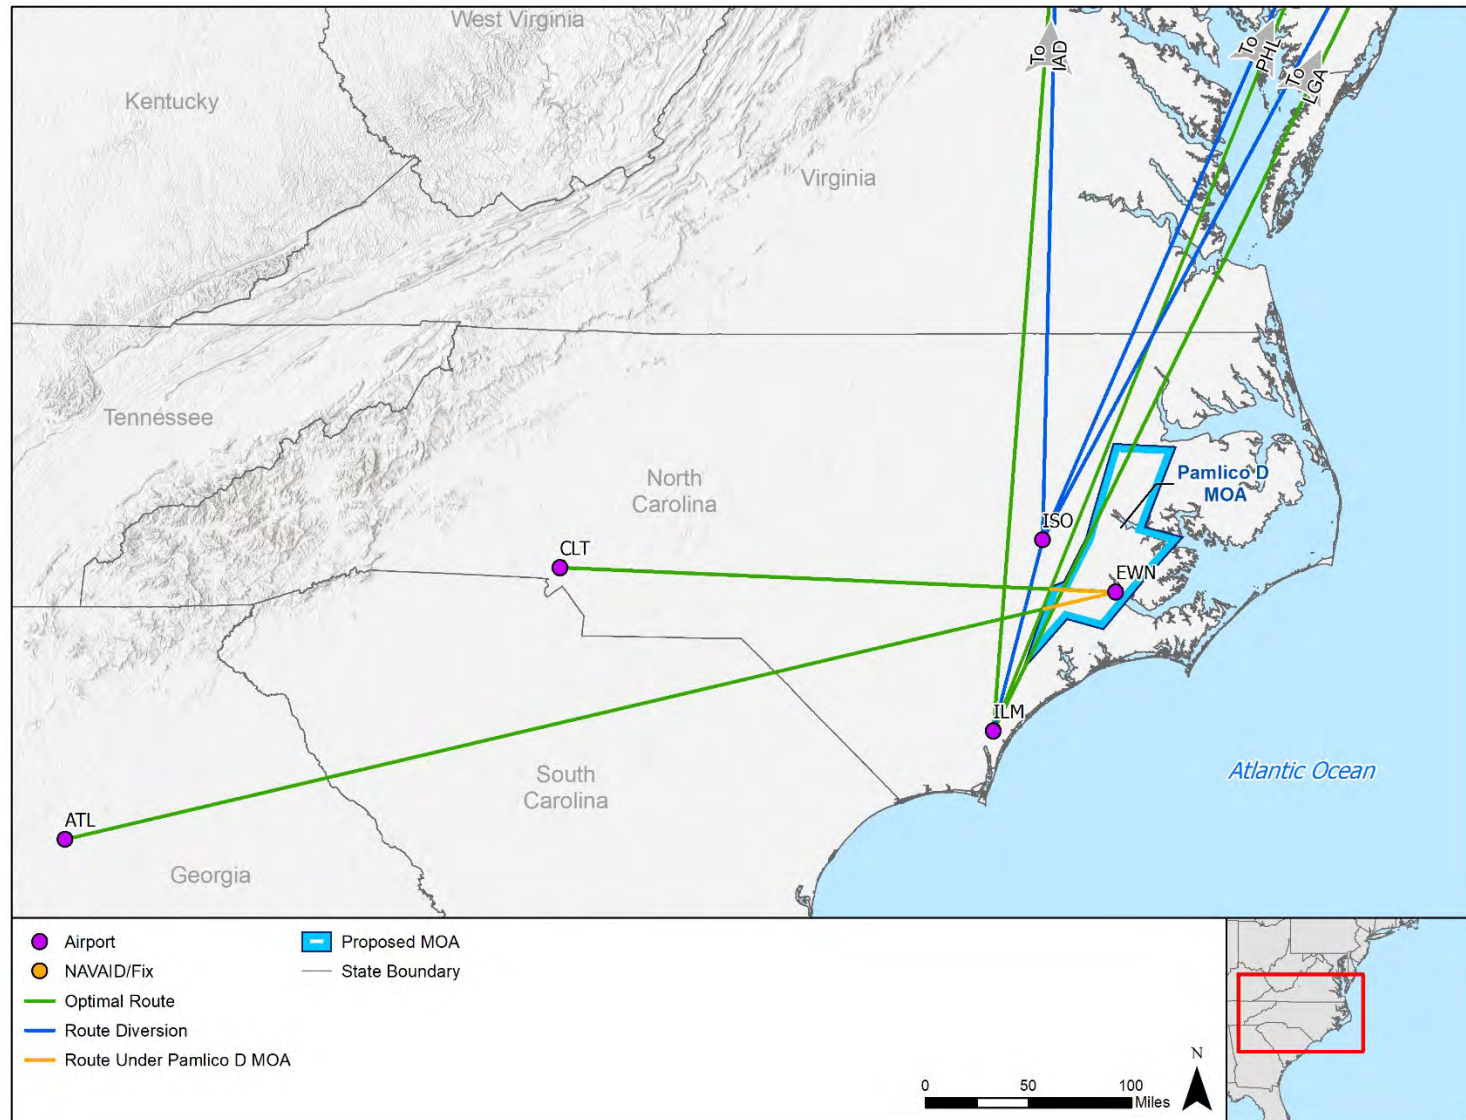 West Virginia
To
IAD
To
PHL
To
LGA
Kentucky
Virginia
Tennessee
North
Carolina
Pamlico D
MOA
ISO
CLT
EWN
ILM
South
Carolina
Atlantic Ocean
ATL
Georgia
Airport
NAVAID/Fix
Optimal Route
Route Diversion
Route Under Pamlico D MOA
Proposed MOA
State Boundary
N
0 50 100
Miles